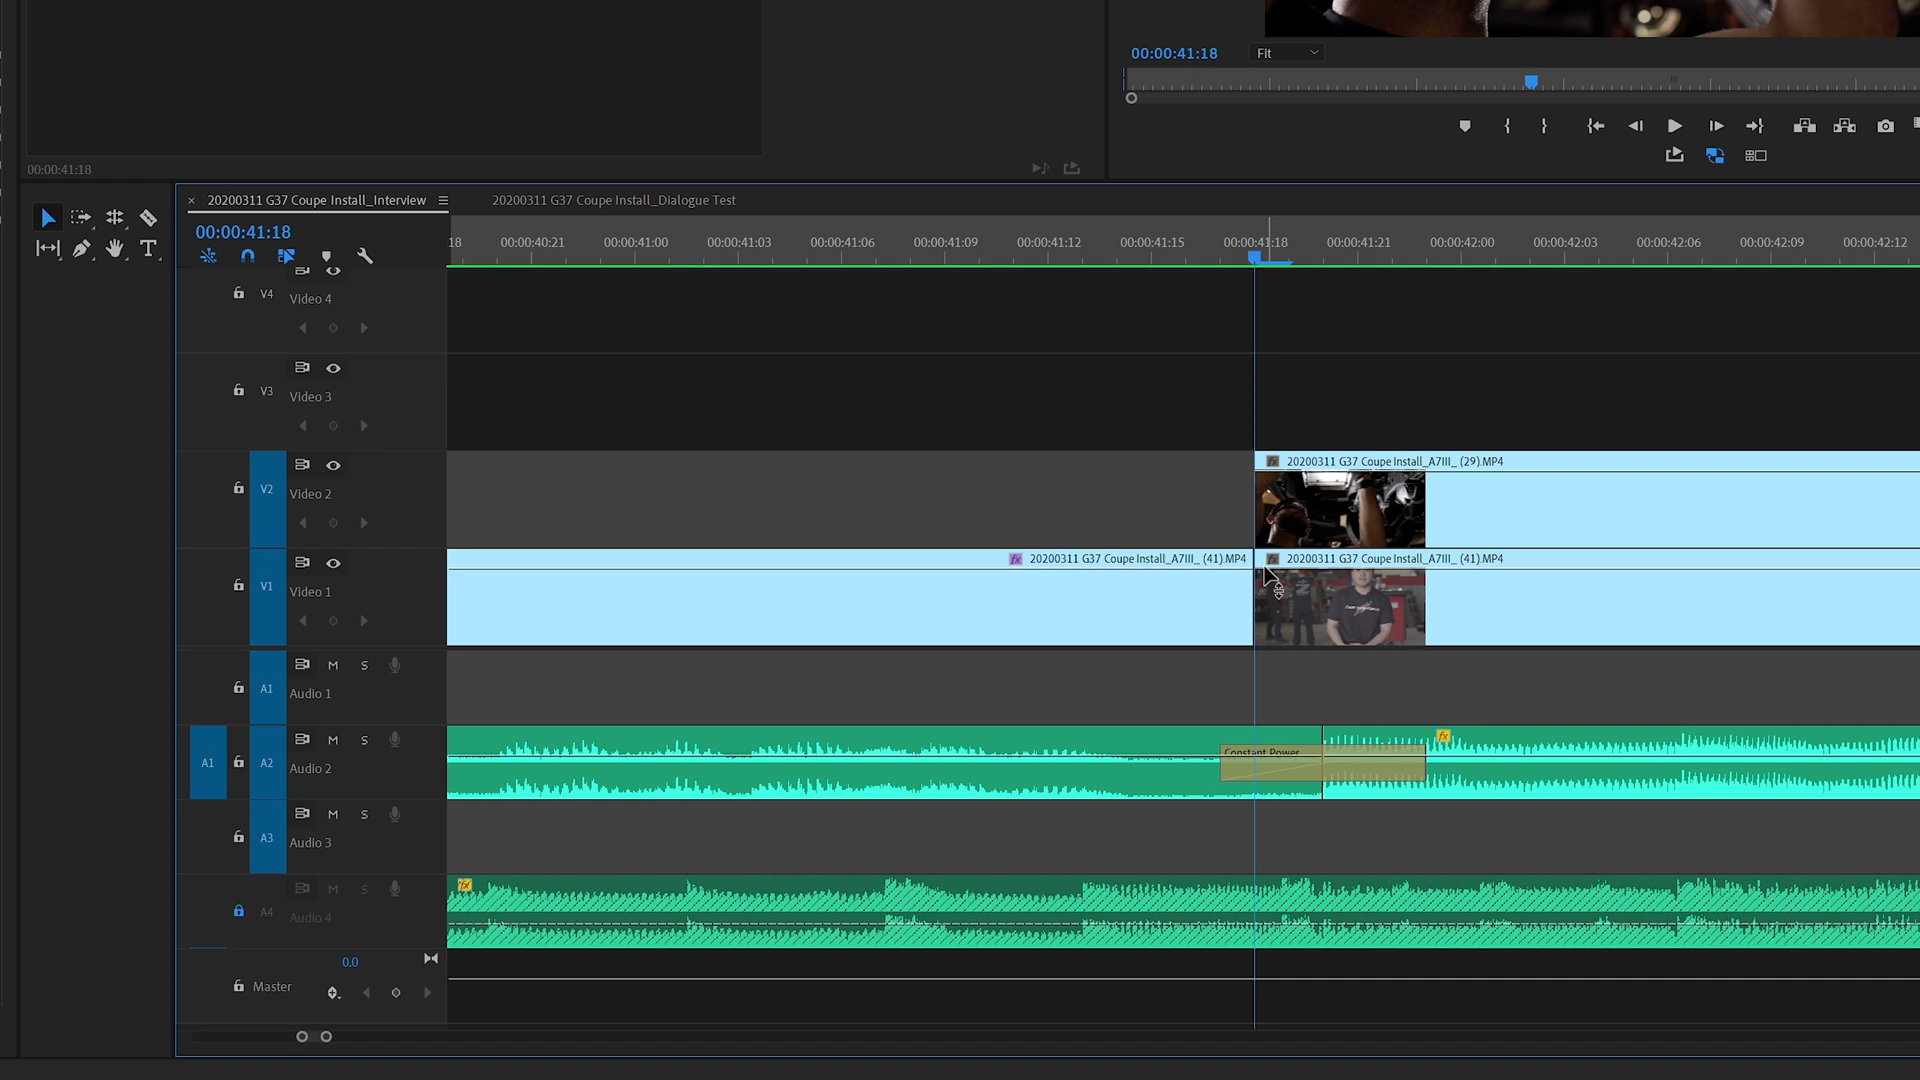 00:00:41:18
Fit
00:00:41:18
× 20200311 G37 Coupe Install_Interview
20200311 G37 Coupe Install_Dialogue Test
00:00:41:18
18 00:00:40:21 00:00:41:00 00:00:41:03 00:00:41:06 00:00:41:09 00:00:41:12 00:00:41:15 00:00:41:18 00:00:41:21 00:00:42:00 00:00:42:03 00:00:42:06 00:00:42:09 00:00:42:12
V4 Video 4
V3 Video 3
fx 20200311 G37 Coupe Install_A7III_ (29).MP4
V2 Video 2
fx 20200311 G37 Coupe Install_A7III_ (41).MP4
fx 20200311 G37 Coupe Install_A7III_ (41).MP4
V1 Video 1
M S
A1 Audio 1
M S
fx
Constant Power
A1 A2 Audio 2
M S
A3 Audio 3
fx
M S
A4 Audio 4
0.0
Master